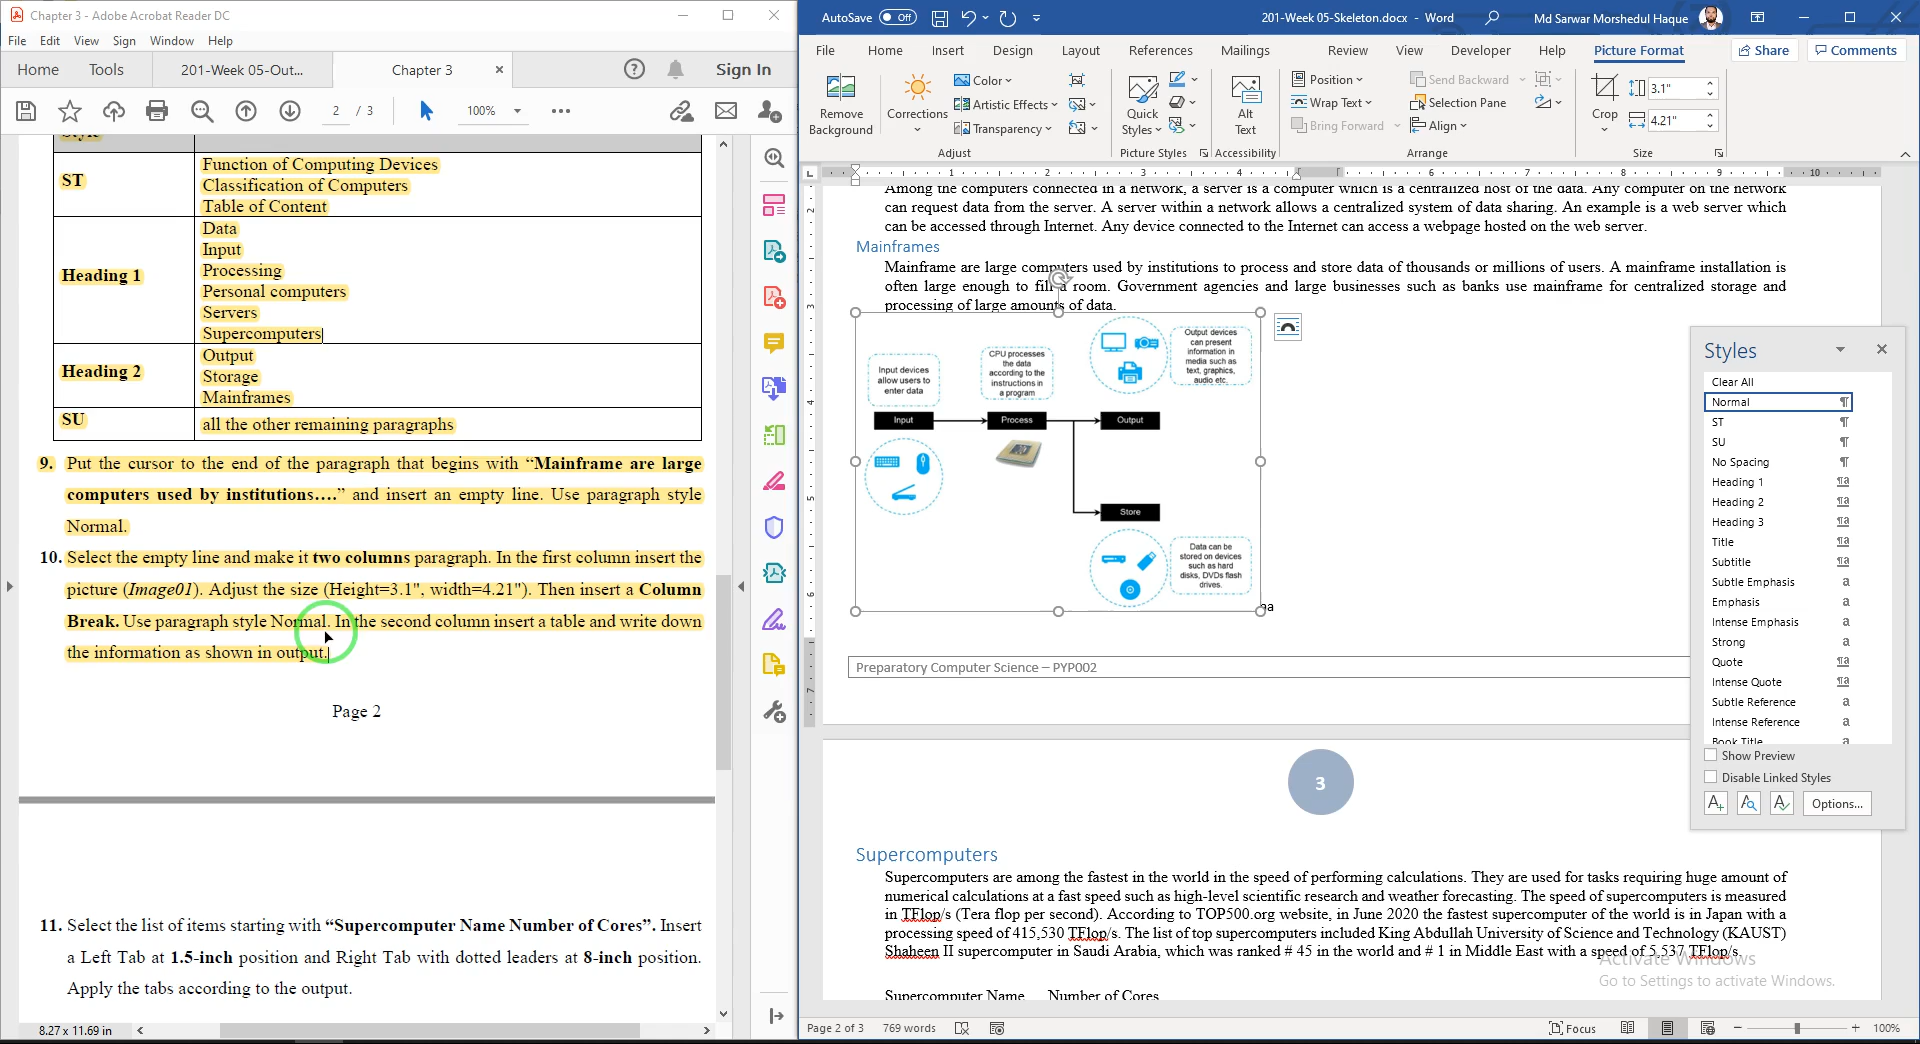 Chapter 3 - Adobe Acrobat Reader DC
File Edit View Sign Window Help
Home Tools 201-Week 05-Out... Chapter 3 × Sign In
2 / 3 100%
Style
ST
Function of Computing Devices
Classification of Computers
Table of Content
Heading 1
Data
Input
Processing
Personal computers
Servers
Supercomputers
Heading 2
Output
Storage
Mainframes
SU
all the other remaining paragraphs
9. Put the cursor to the end of the paragraph that begins with “Mainframe are large
computers used by institutions….” and insert an empty line. Use paragraph style
Normal.
10. Select the empty line and make it two columns paragraph. In the first column insert the
picture (Image01). Adjust the size (Height=3.1", width=4.21"). Then insert a Column
Break. Use paragraph style Normal. In the second column insert a table and write down
the information as shown in output.
Page 2
11. Select the list of items starting with “Supercomputer Name Number of Cores”. Insert
a Left Tab at 1.5-inch position and Right Tab with dotted leaders at 8-inch position.
Apply the tabs according to the output.
8.27 x 11.69 in
AutoSave Off 201-Week 05-Skeleton.docx - Word Md Sarwar Morshedul Haque
File Home Insert Design Layout References Mailings Review View Developer Help Picture Format Share Comments
Remove Background
Corrections
Color
Artistic Effects
Transparency
Adjust
Quick Styles
Picture Styles
Alt Text
Accessibility
Position
Wrap Text
Bring Forward
Send Backward
Selection Pane
Align
Arrange
Crop
3.1"
4.21"
Size
1 2 3 4 5 6 7 8 9 10
2
3
4
5
6
7
Among the computers connected in a network, a server is a computer which is a centralized host of the data. Any computer on the network
can request data from the server. A server within a network allows a centralized system of data sharing. An example is a web server which
can be accessed through Internet. Any device connected to the Internet can access a webpage hosted on the web server.
Mainframes
Mainframe are large computers used by institutions to process and store data of thousands or millions of users. A mainframe installation is
often large enough to fill a room. Government agencies and large businesses such as banks use mainframe for centralized storage and
processing of large amounts of data.
Input devices
allow users to
enter data
CPU processes
the data
according to the
instructions in
a program
Output devices
can present
information in
media such as
text, graphics,
audio etc.
Input
Process
Output
Store
Data can be
stored on devices
such as hard
disks, DVDs flash
drives.
aa
Preparatory Computer Science – PYP002
3
Supercomputers
Supercomputers are among the fastest in the world in the speed of performing calculations. They are used for tasks requiring huge amount of
numerical calculations at a fast speed such as high-level scientific research and weather forecasting. The speed of supercomputers is measured
in TFlop/s (Tera flop per second). According to TOP500.org website, in June 2020 the fastest supercomputer of the world is in Japan with a
processing speed of 415,530 TFlop/s. The list of top supercomputers included King Abdullah University of Science and Technology (KAUST)
Shaheen II supercomputer in Saudi Arabia, which was ranked # 45 in the world and # 1 in Middle East with a speed of 5,537 TFlop/s.
Supercomputer Name Number of Cores
Styles
Clear All
Normal
ST
SU
No Spacing
Heading 1
Heading 2
Heading 3
Title
Subtitle
Subtle Emphasis
Emphasis
Intense Emphasis
Strong
Quote
Intense Quote
Subtle Reference
Intense Reference
Book Title
Show Preview
Disable Linked Styles
Options...
Activate Windows
Go to Settings to activate Windows.
Page 2 of 3 769 words Focus 100%